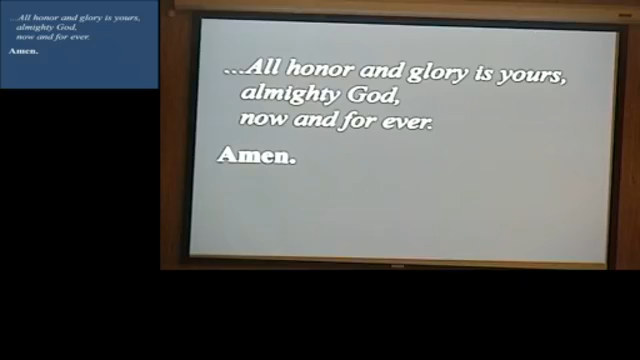 ...All honor and glory is yours,
almighty God,
now and for ever.
Amen.
...All honor and glory is yours,
almighty God,
now and for ever.
Amen.